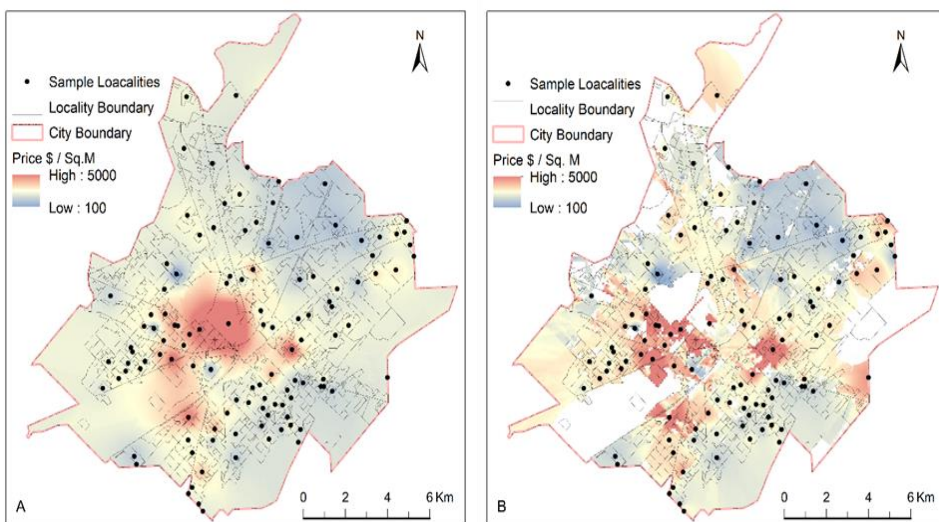 N
Sample Loacalities
Locality Boundary
City Boundary
Price $ / Sq.M
High : 5000
Low : 100
A
0 2 4 6 Km
N
Sample Loacalities
Locality Boundary
City Boundary
Price $ / Sq. M
High : 5000
Low : 100
B
0 2 4 6 Km